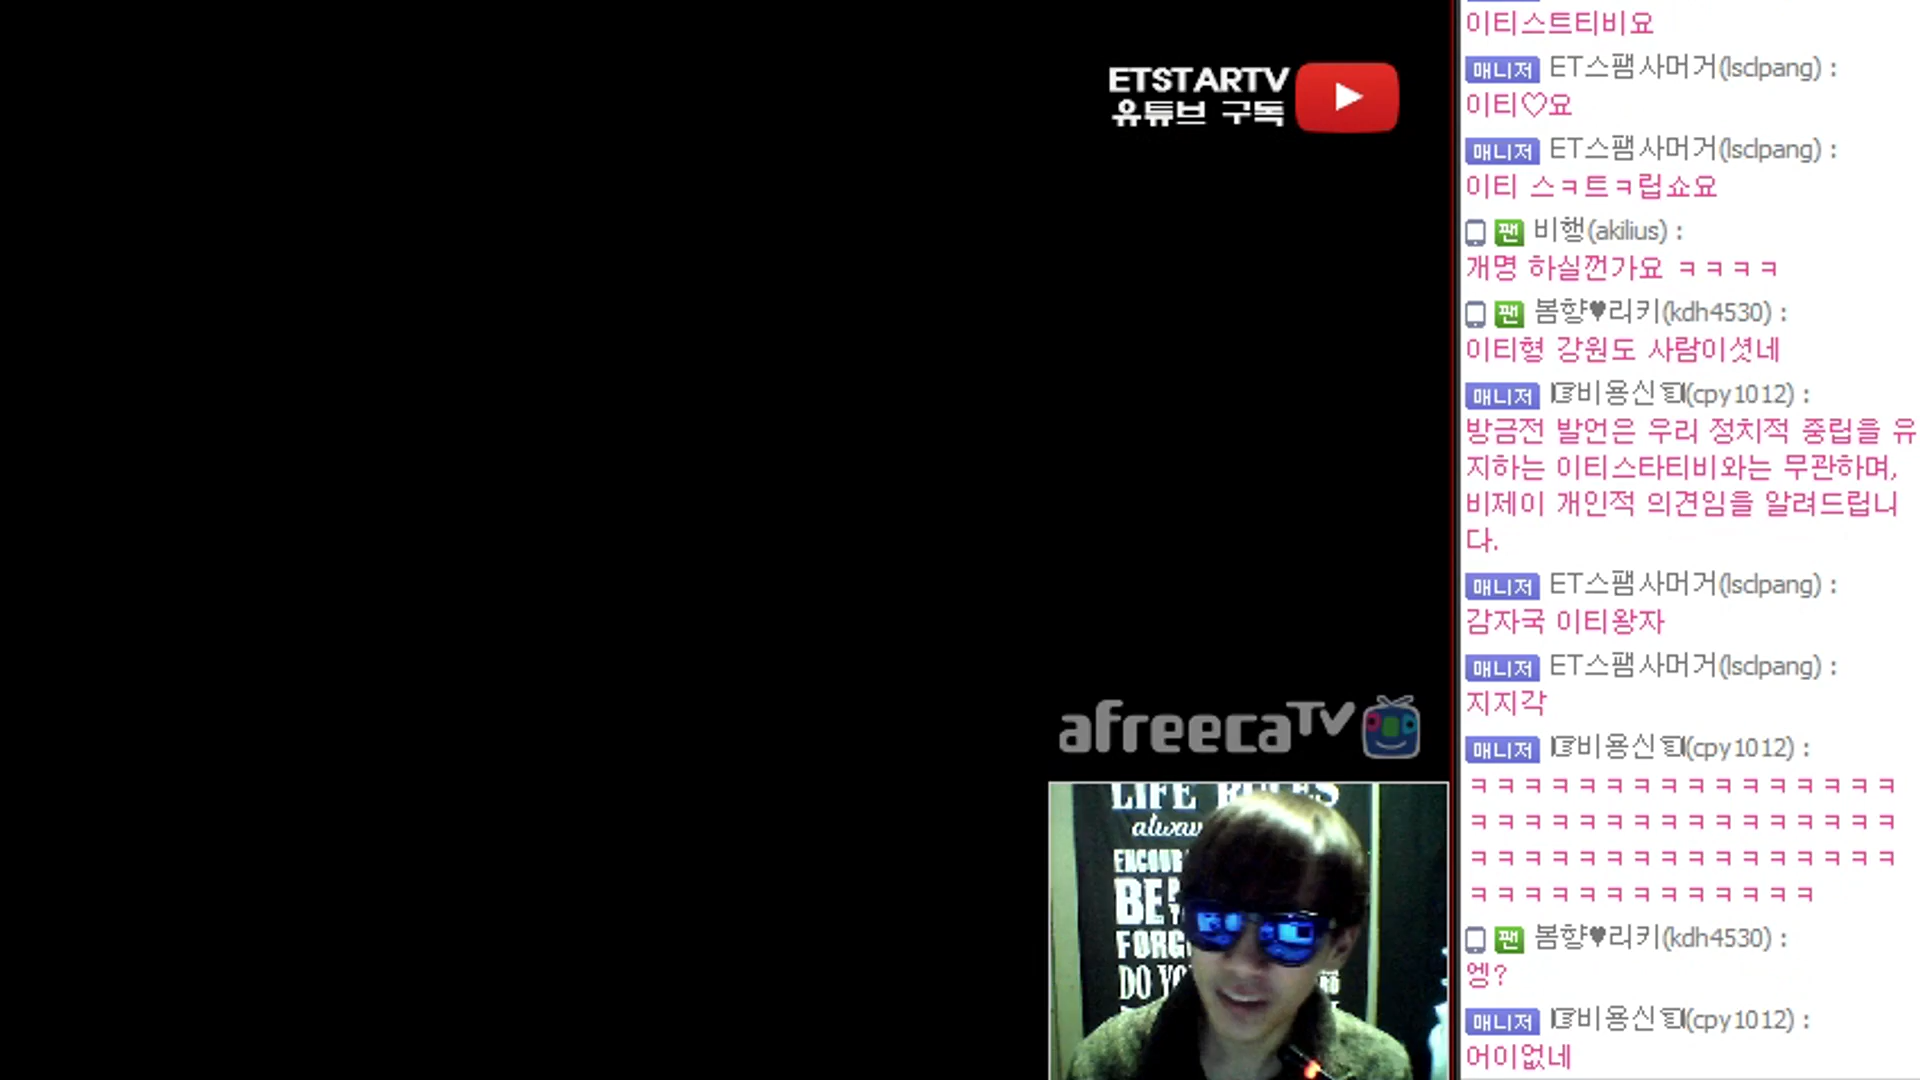 ETSTARTV
유튜브 구독
afreecaTV
LIFE RULES
alway
ENCOUR
BE
FORG
DO YO
이티스트티비요
매니저 ET스팸사머거(lsclpang) :
이티♡요
매니저 ET스팸사머거(lsclpang) :
이티 스ㅋ트ㅋ립쇼요
팬 비행(akilius) :
개명 하실껀가요 ㅋㅋㅋㅋ
팬 봄향♥리키(kdh4530) :
이티형 강원도 사람이셧네
매니저 ☞비용신☜(cpy1012) :
방금전 발언은 우리 정치적 중립을 유
지하는 이티스타티비와는 무관하며,
비제이 개인적 의견임을 알려드립니
다.
매니저 ET스팸사머거(lsclpang) :
감자국 이티왕자
매니저 ET스팸사머거(lsclpang) :
지지각
매니저 ☞비용신☜(cpy1012) :
ㅋㅋㅋㅋㅋㅋㅋㅋㅋㅋㅋㅋㅋㅋㅋㅋ
ㅋㅋㅋㅋㅋㅋㅋㅋㅋㅋㅋㅋㅋㅋㅋㅋ
ㅋㅋㅋㅋㅋㅋㅋㅋㅋㅋㅋㅋㅋㅋㅋㅋ
ㅋㅋㅋㅋㅋㅋㅋㅋㅋㅋㅋㅋㅋ
팬 봄향♥리키(kdh4530) :
엥?
매니저 ☞비용신☜(cpy1012) :
어이없네